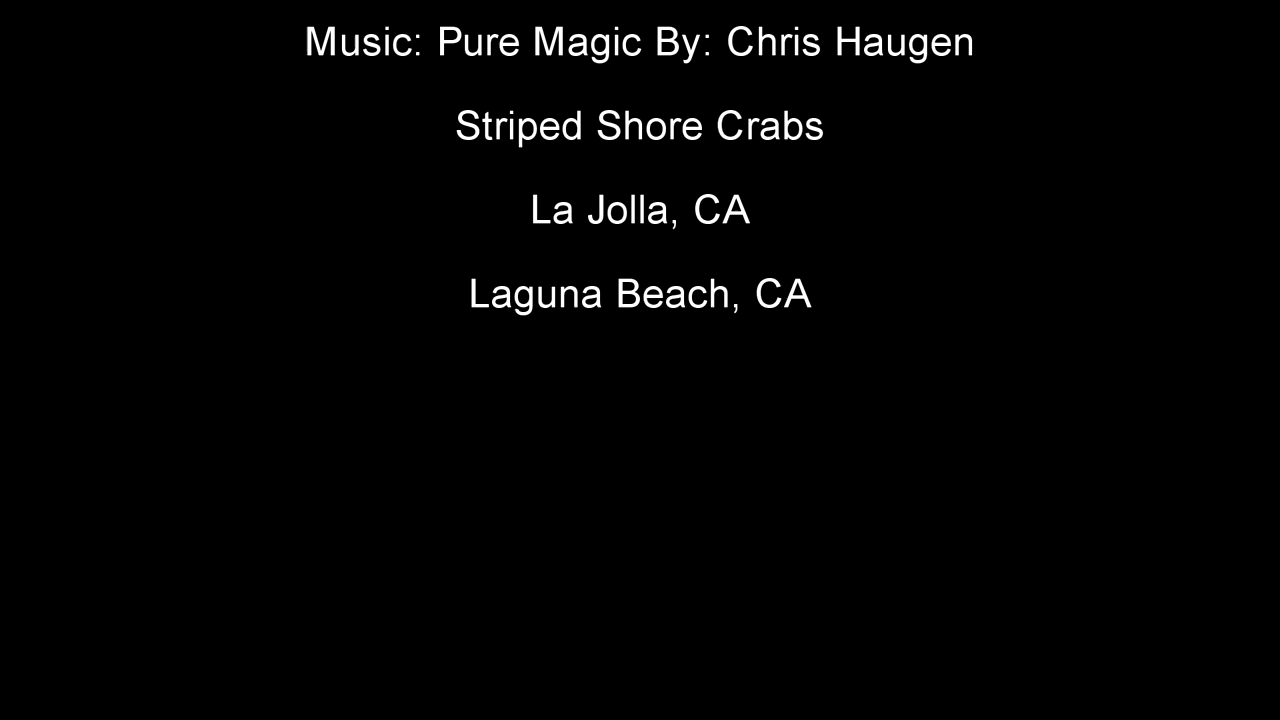 Music: Pure Magic By: Chris Haugen
Striped Shore Crabs
La Jolla, CA
Laguna Beach, CA